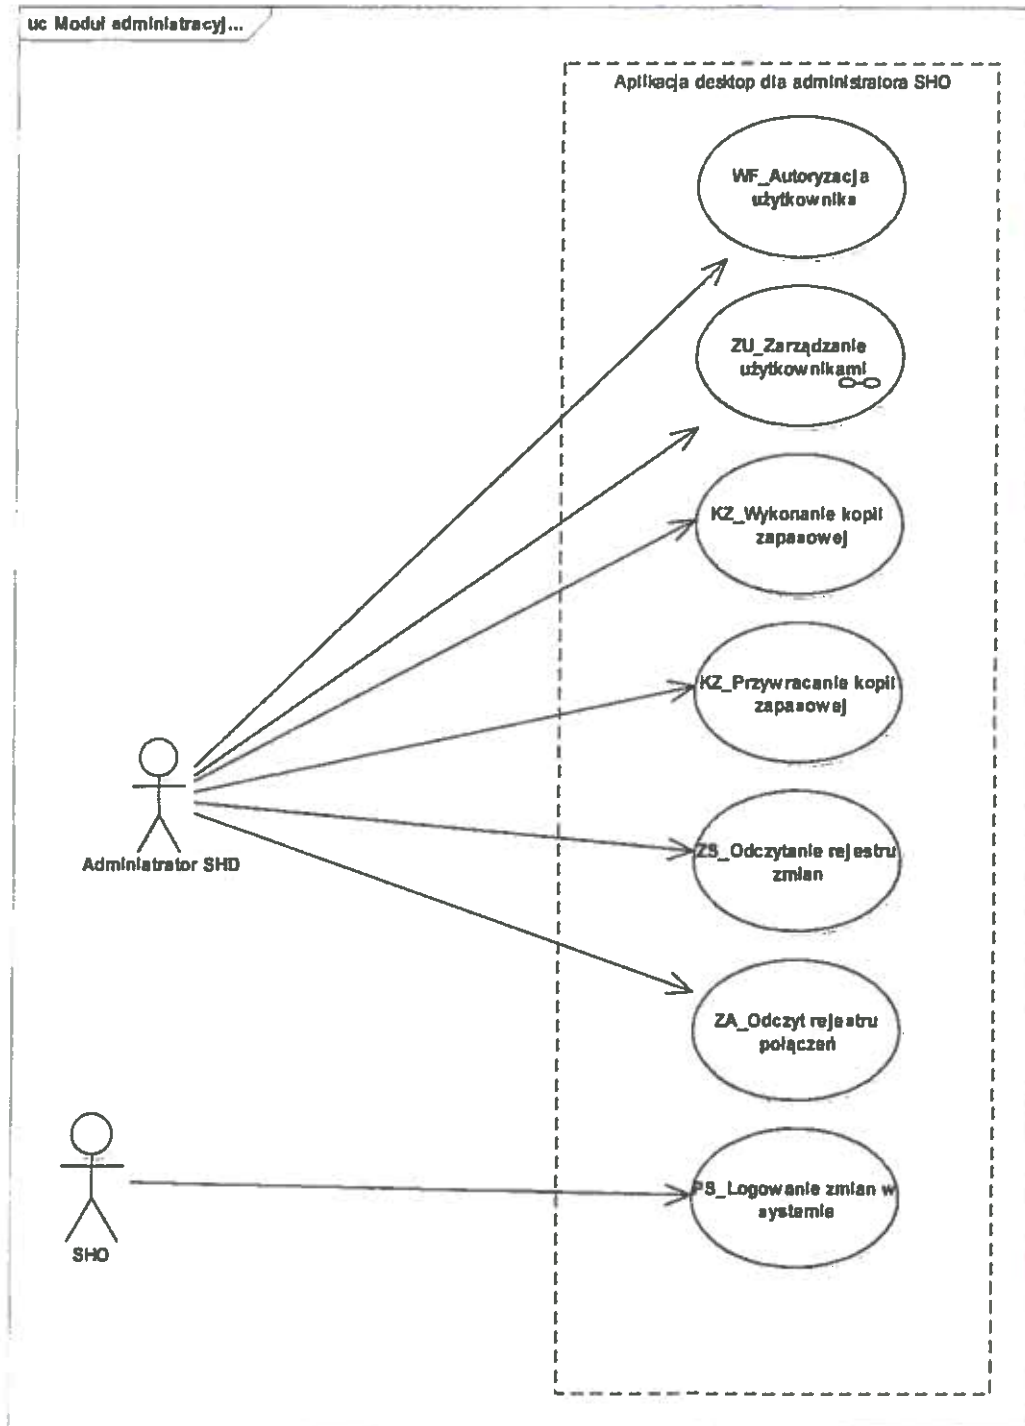 uc Moduł administracyj...
Aplikacja desktop dla administratora SHO
WF_Autoryzacja
użytkownika
ZU_Zarządzanie
użytkownikami
KZ_Wykonanie kopii
zapasowej
KZ_Przywracanie kopii
zapasowej
ZS_Odczytanie rejestru
zmian
Administrator SHD
ZA_Odczyt rejestru
połączeń
PS_Logowanie zmian w
systemie
SHO